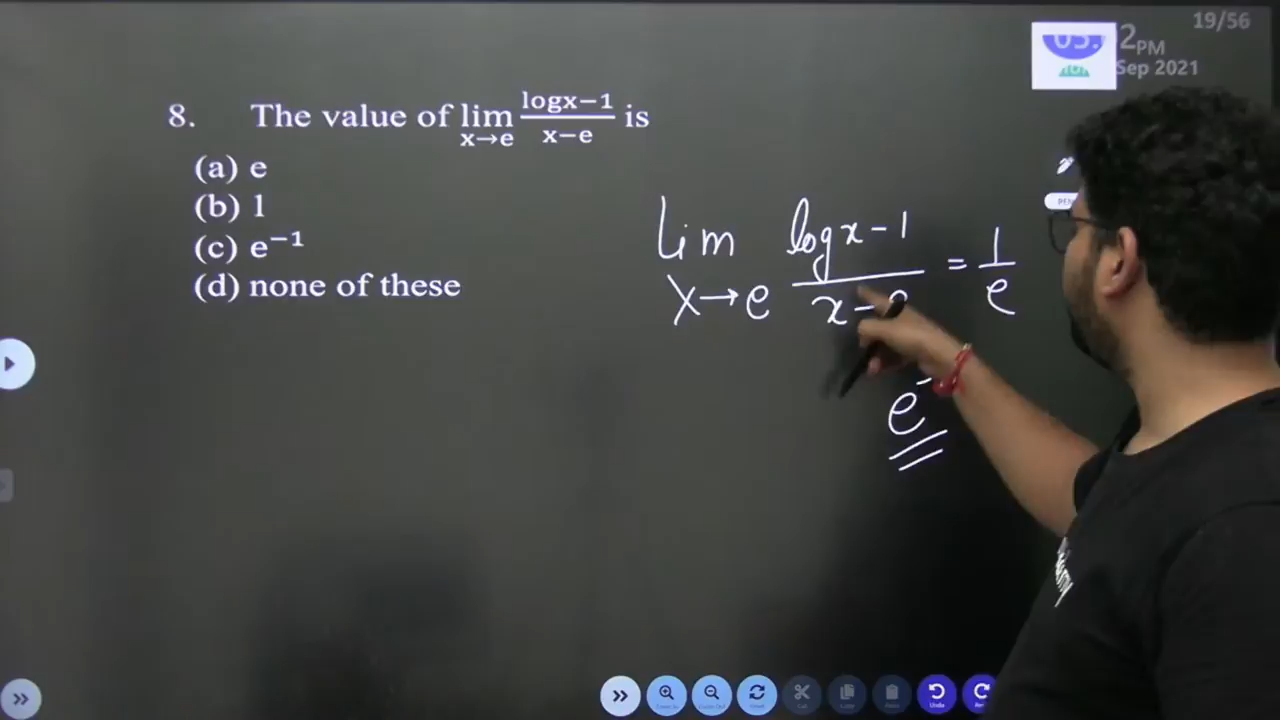 19/56
2PM
Sep 2021
8. The value of lim x→e logx−1 / x−e is
(a) e
(b) 1
(c) e⁻¹
(d) none of these
lim x→e log x−1 / x− = 1/e
e⁻
Undo